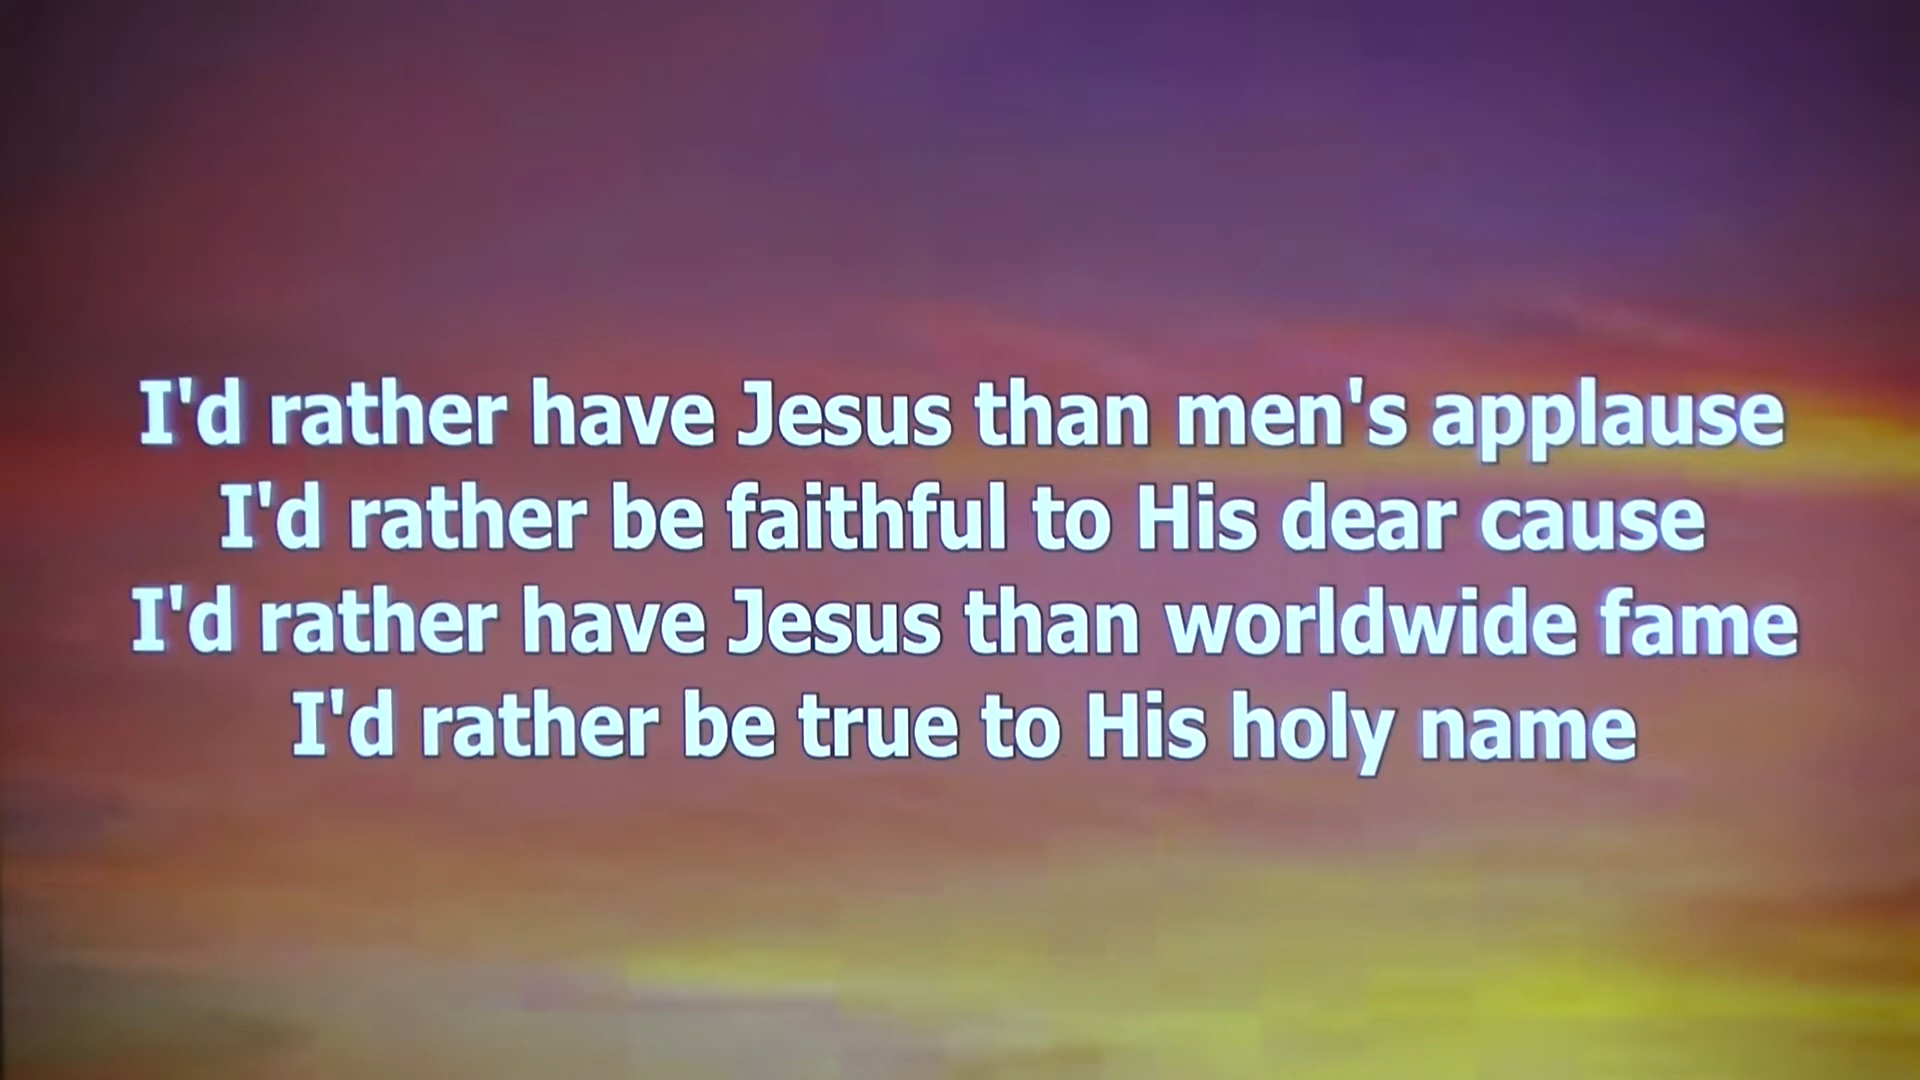 I'd rather have Jesus than men's applause
I'd rather be faithful to His dear cause
I'd rather have Jesus than worldwide fame
I'd rather be true to His holy name